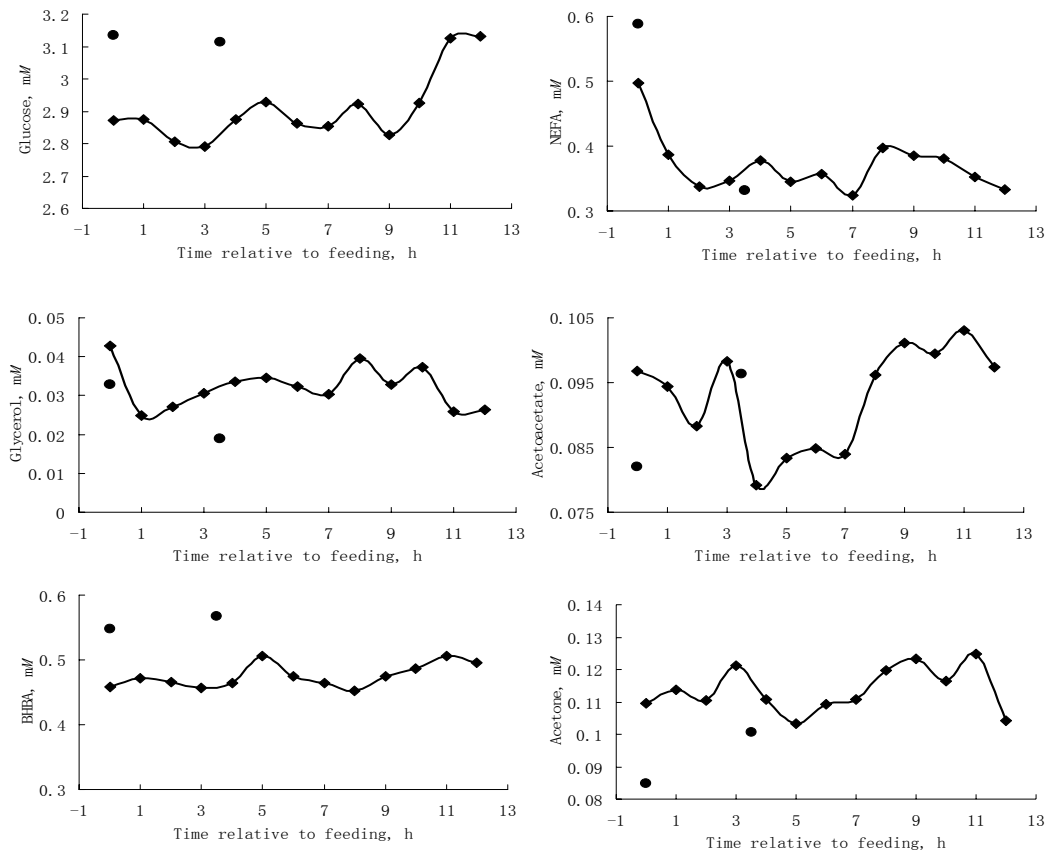 Glucose, mM
3.2
3.1
3
2.9
2.8
2.7
2.6
−1 1 3 5 7 9 11 13
Time relative to feeding, h
NEFA, mM
0.6
0.5
0.4
0.3
−1 1 3 5 7 9 11 13
Time relative to feeding, h
Glycerol, mM
0.05
0.04
0.03
0.02
0.01
0
−1 1 3 5 7 9 11 13
Time relative to feeding, h
Acetoacetate, mM
0.105
0.095
0.085
0.075
−1 1 3 5 7 9 11 13
Time relative to feeding, h
BHBA, mM
0.6
0.5
0.4
0.3
−1 1 3 5 7 9 11 13
Time relative to feeding, h
Acetone, mM
0.14
0.13
0.12
0.11
0.1
0.09
0.08
−1 1 3 5 7 9 11 13
Time relative to feeding, h